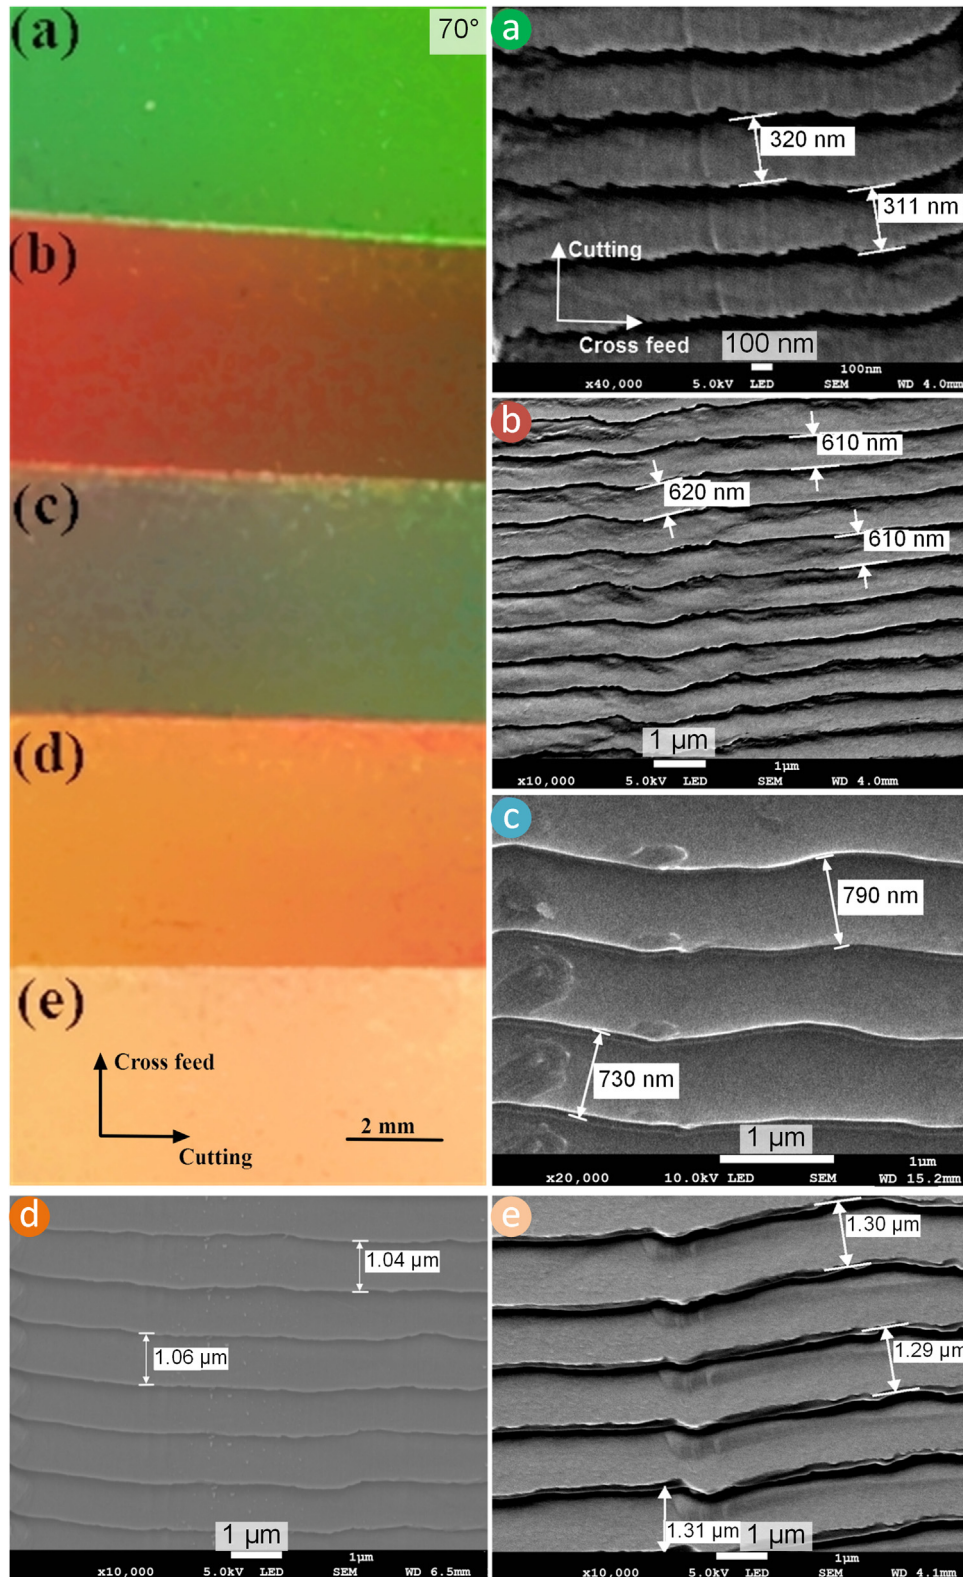 (a)
70°
(b)
(c)
(d)
(e)
Cross feed
Cutting
2 mm
a
320 nm
311 nm
Cutting
Cross feed
100 nm
100nm
x40,000 5.0kV LED SEM WD 4.0mm
b
610 nm
620 nm
610 nm
1 µm
1µm
x10,000 5.0kV LED SEM WD 4.0mm
c
790 nm
730 nm
1 µm
1µm
x20,000 10.0kV LED SEM WD 15.2mm
d
1.04 µm
1.06 µm
1 µm
1µm
x10,000 5.0kV LED SEM WD 6.5mm
e
1.30 µm
1.29 µm
1.31 µm
1 µm
1µm
x10,000 5.0kV LED SEM WD 4.1mm